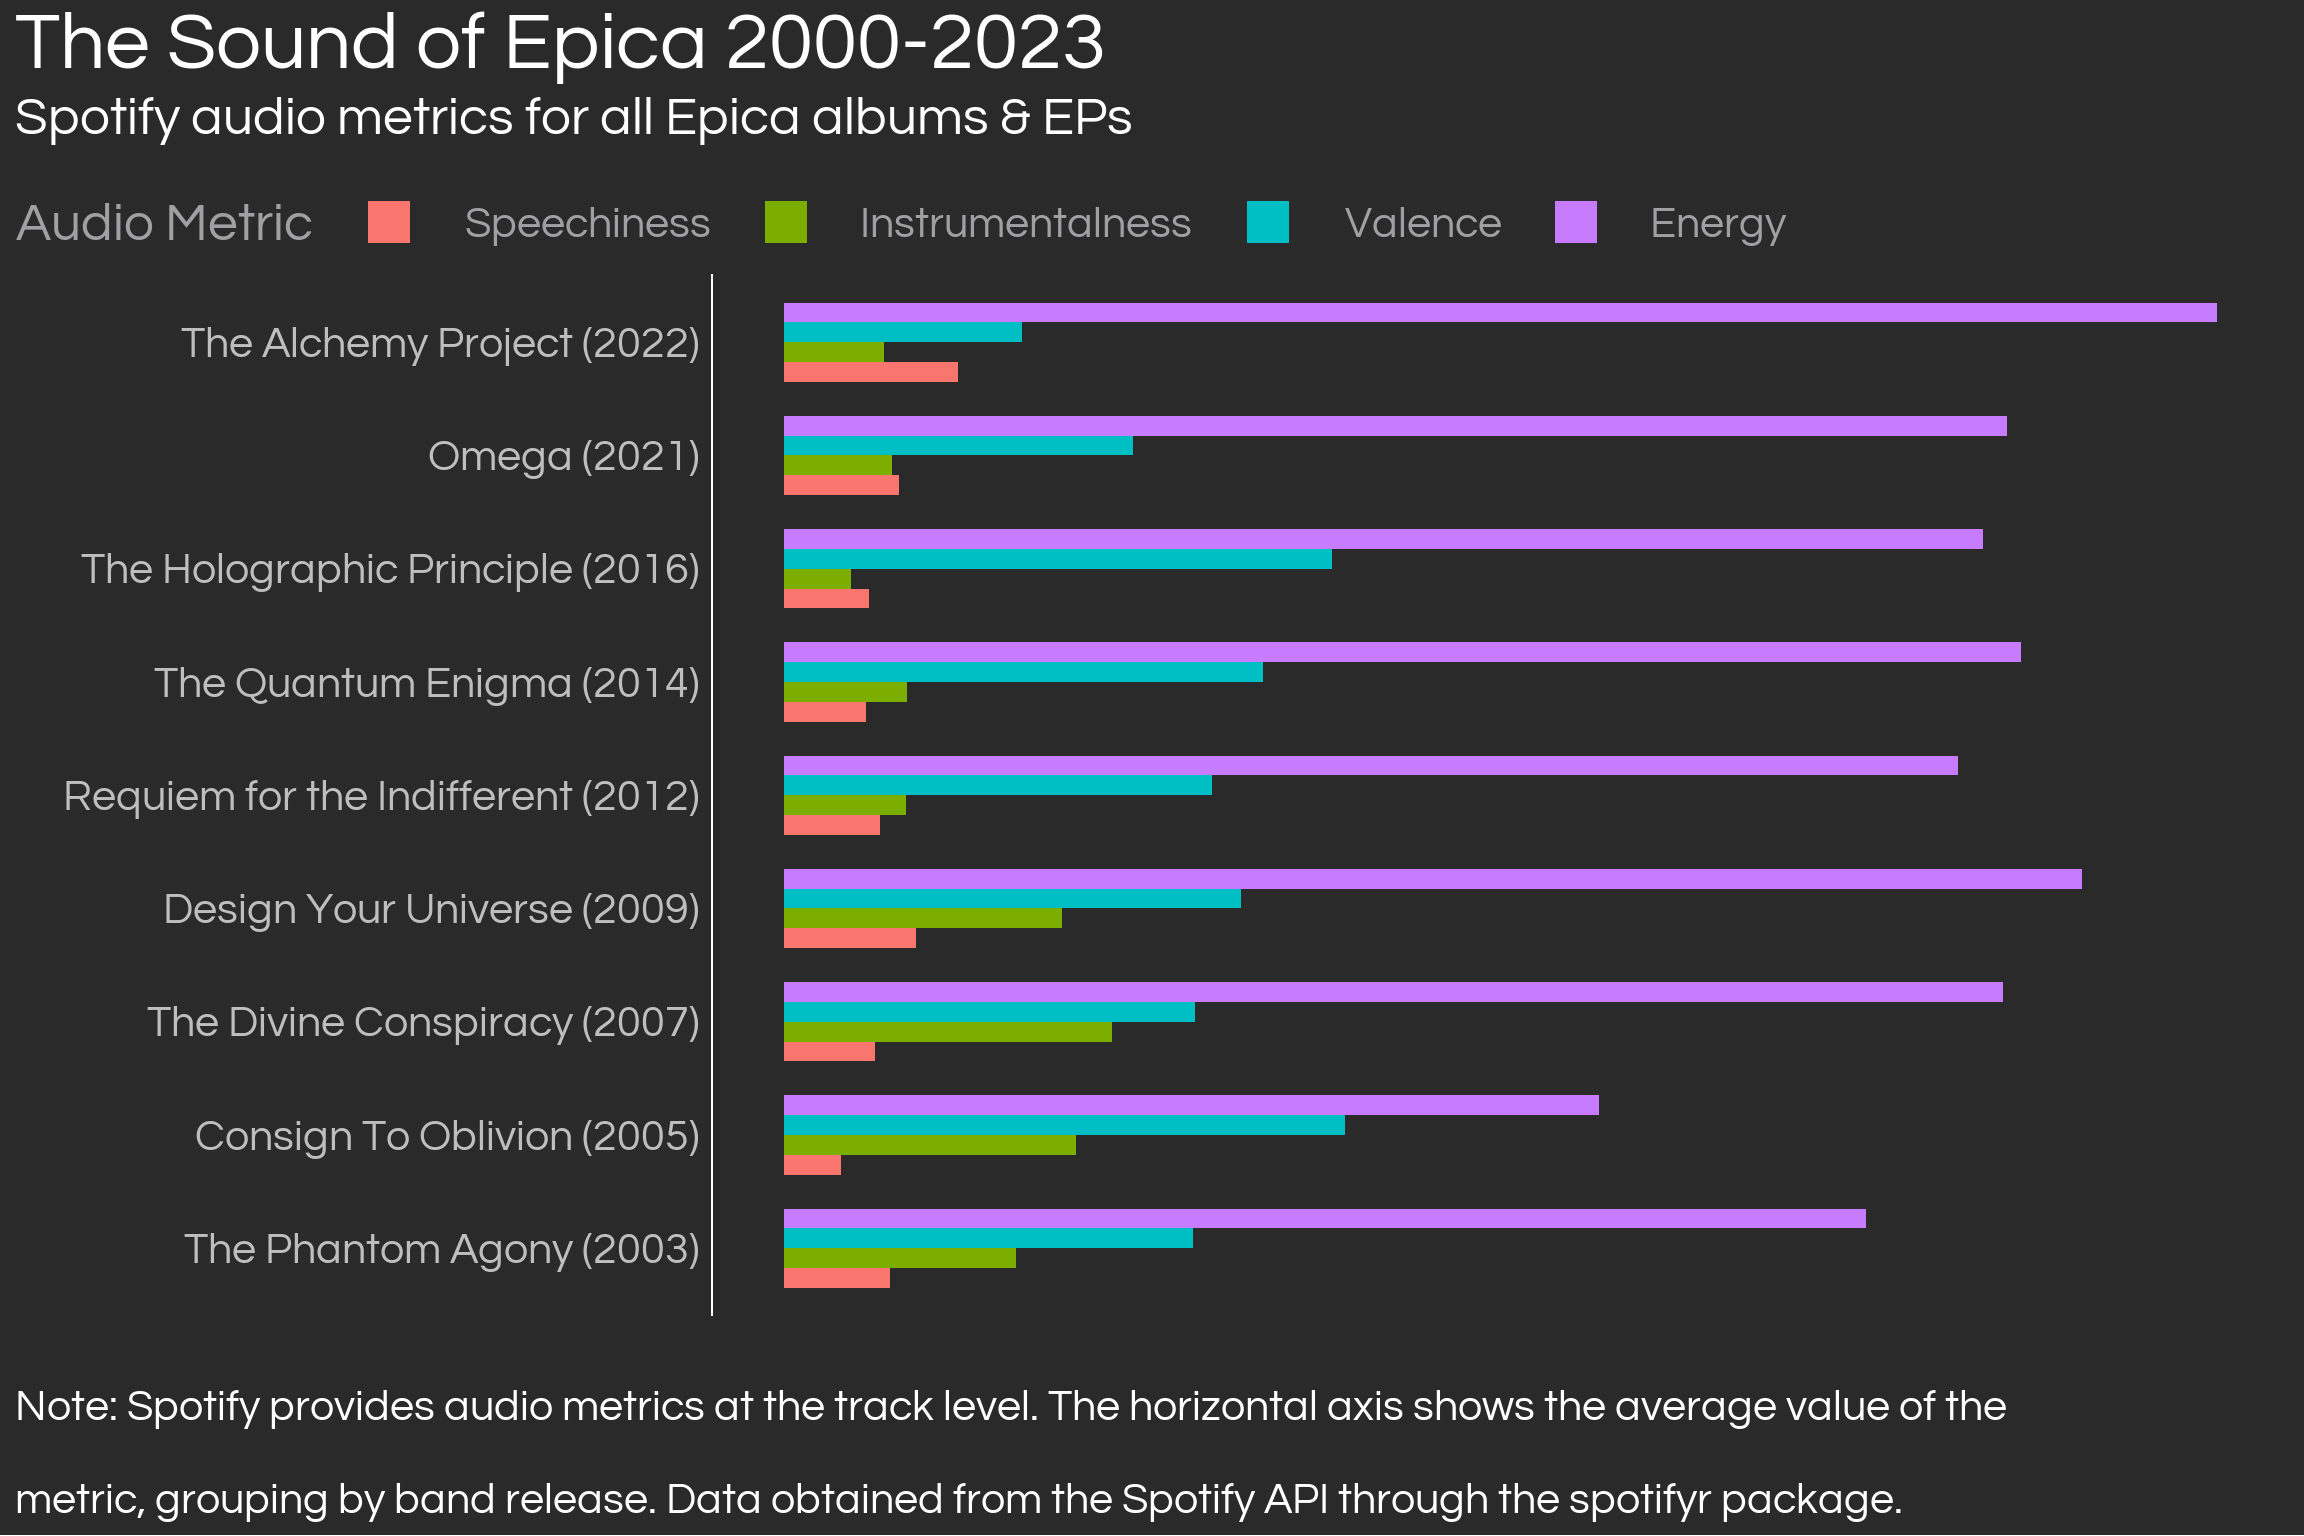 The Sound of Epica 2000-2023
Spotify audio metrics for all Epica albums & EPs
Audio Metric Speechiness Instrumentalness Valence Energy
The Alchemy Project (2022)
Omega (2021)
The Holographic Principle (2016)
The Quantum Enigma (2014)
Requiem for the Indifferent (2012)
Design Your Universe (2009)
The Divine Conspiracy (2007)
Consign To Oblivion (2005)
The Phantom Agony (2003)
Note: Spotify provides audio metrics at the track level. The horizontal axis shows the average value of the
metric, grouping by band release. Data obtained from the Spotify API through the spotifyr package.